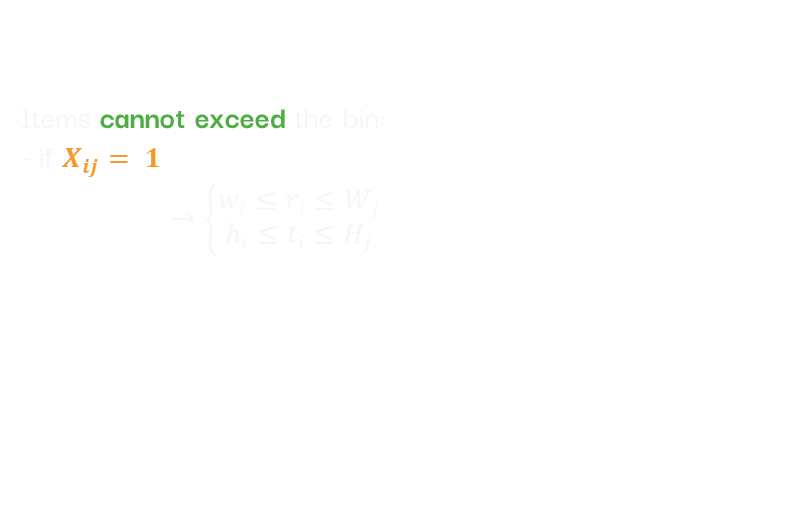 Items cannot exceed the bin:
- if Xᵢⱼ = 1
→ { wᵢ ≤ rᵢ ≤ Wⱼ
hᵢ ≤ tᵢ ≤ Hⱼ